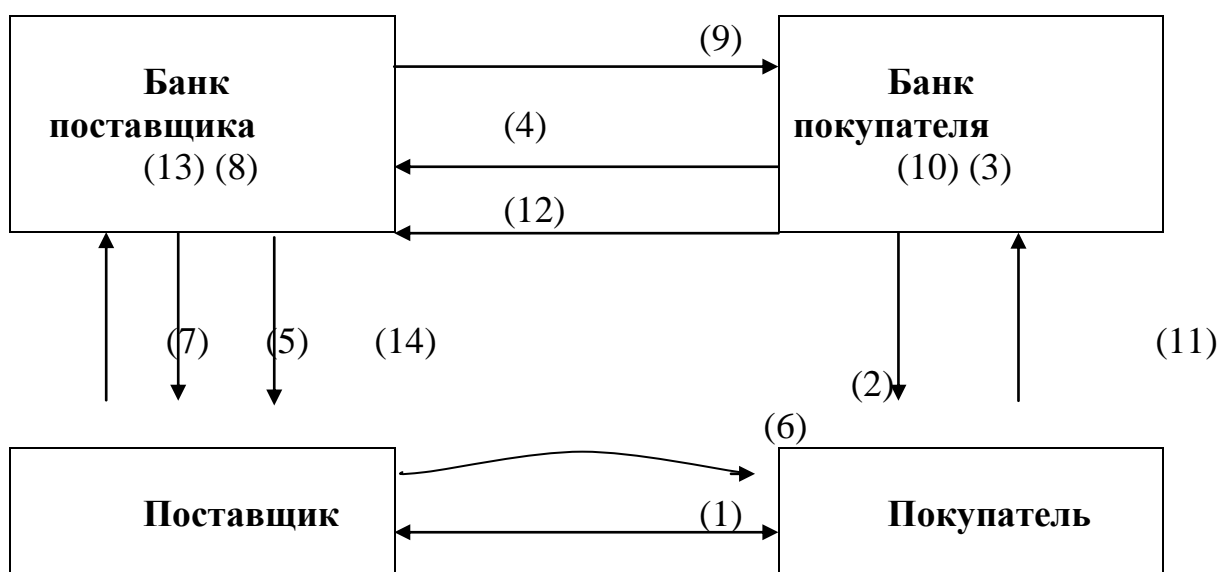 (9)
Банк
поставщика
(13) (8)
(4)
(12)
Банк
покупателя
(10) (3)
(7) (5) (14)
(11)
(2)
(6)
Поставщик
(1)
Покупатель